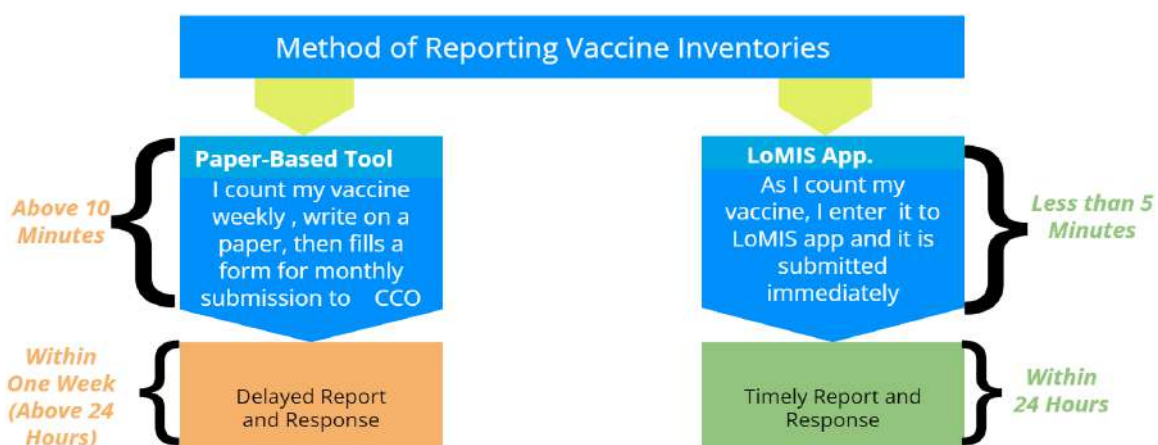 Method of Reporting Vaccine Inventories
Paper-Based Tool
I count my vaccine
weekly , write on a
paper, then fills a
form for monthly
submission to CCO
Above 10
Minutes
LoMIS App.
As I count my
vaccine, I enter it to
LoMIS app and it is
submitted
immediately
Less than 5
Minutes
Within
One Week
(Above 24
Hours)
Delayed Report
and Response
Timely Report and
Response
Within
24 Hours